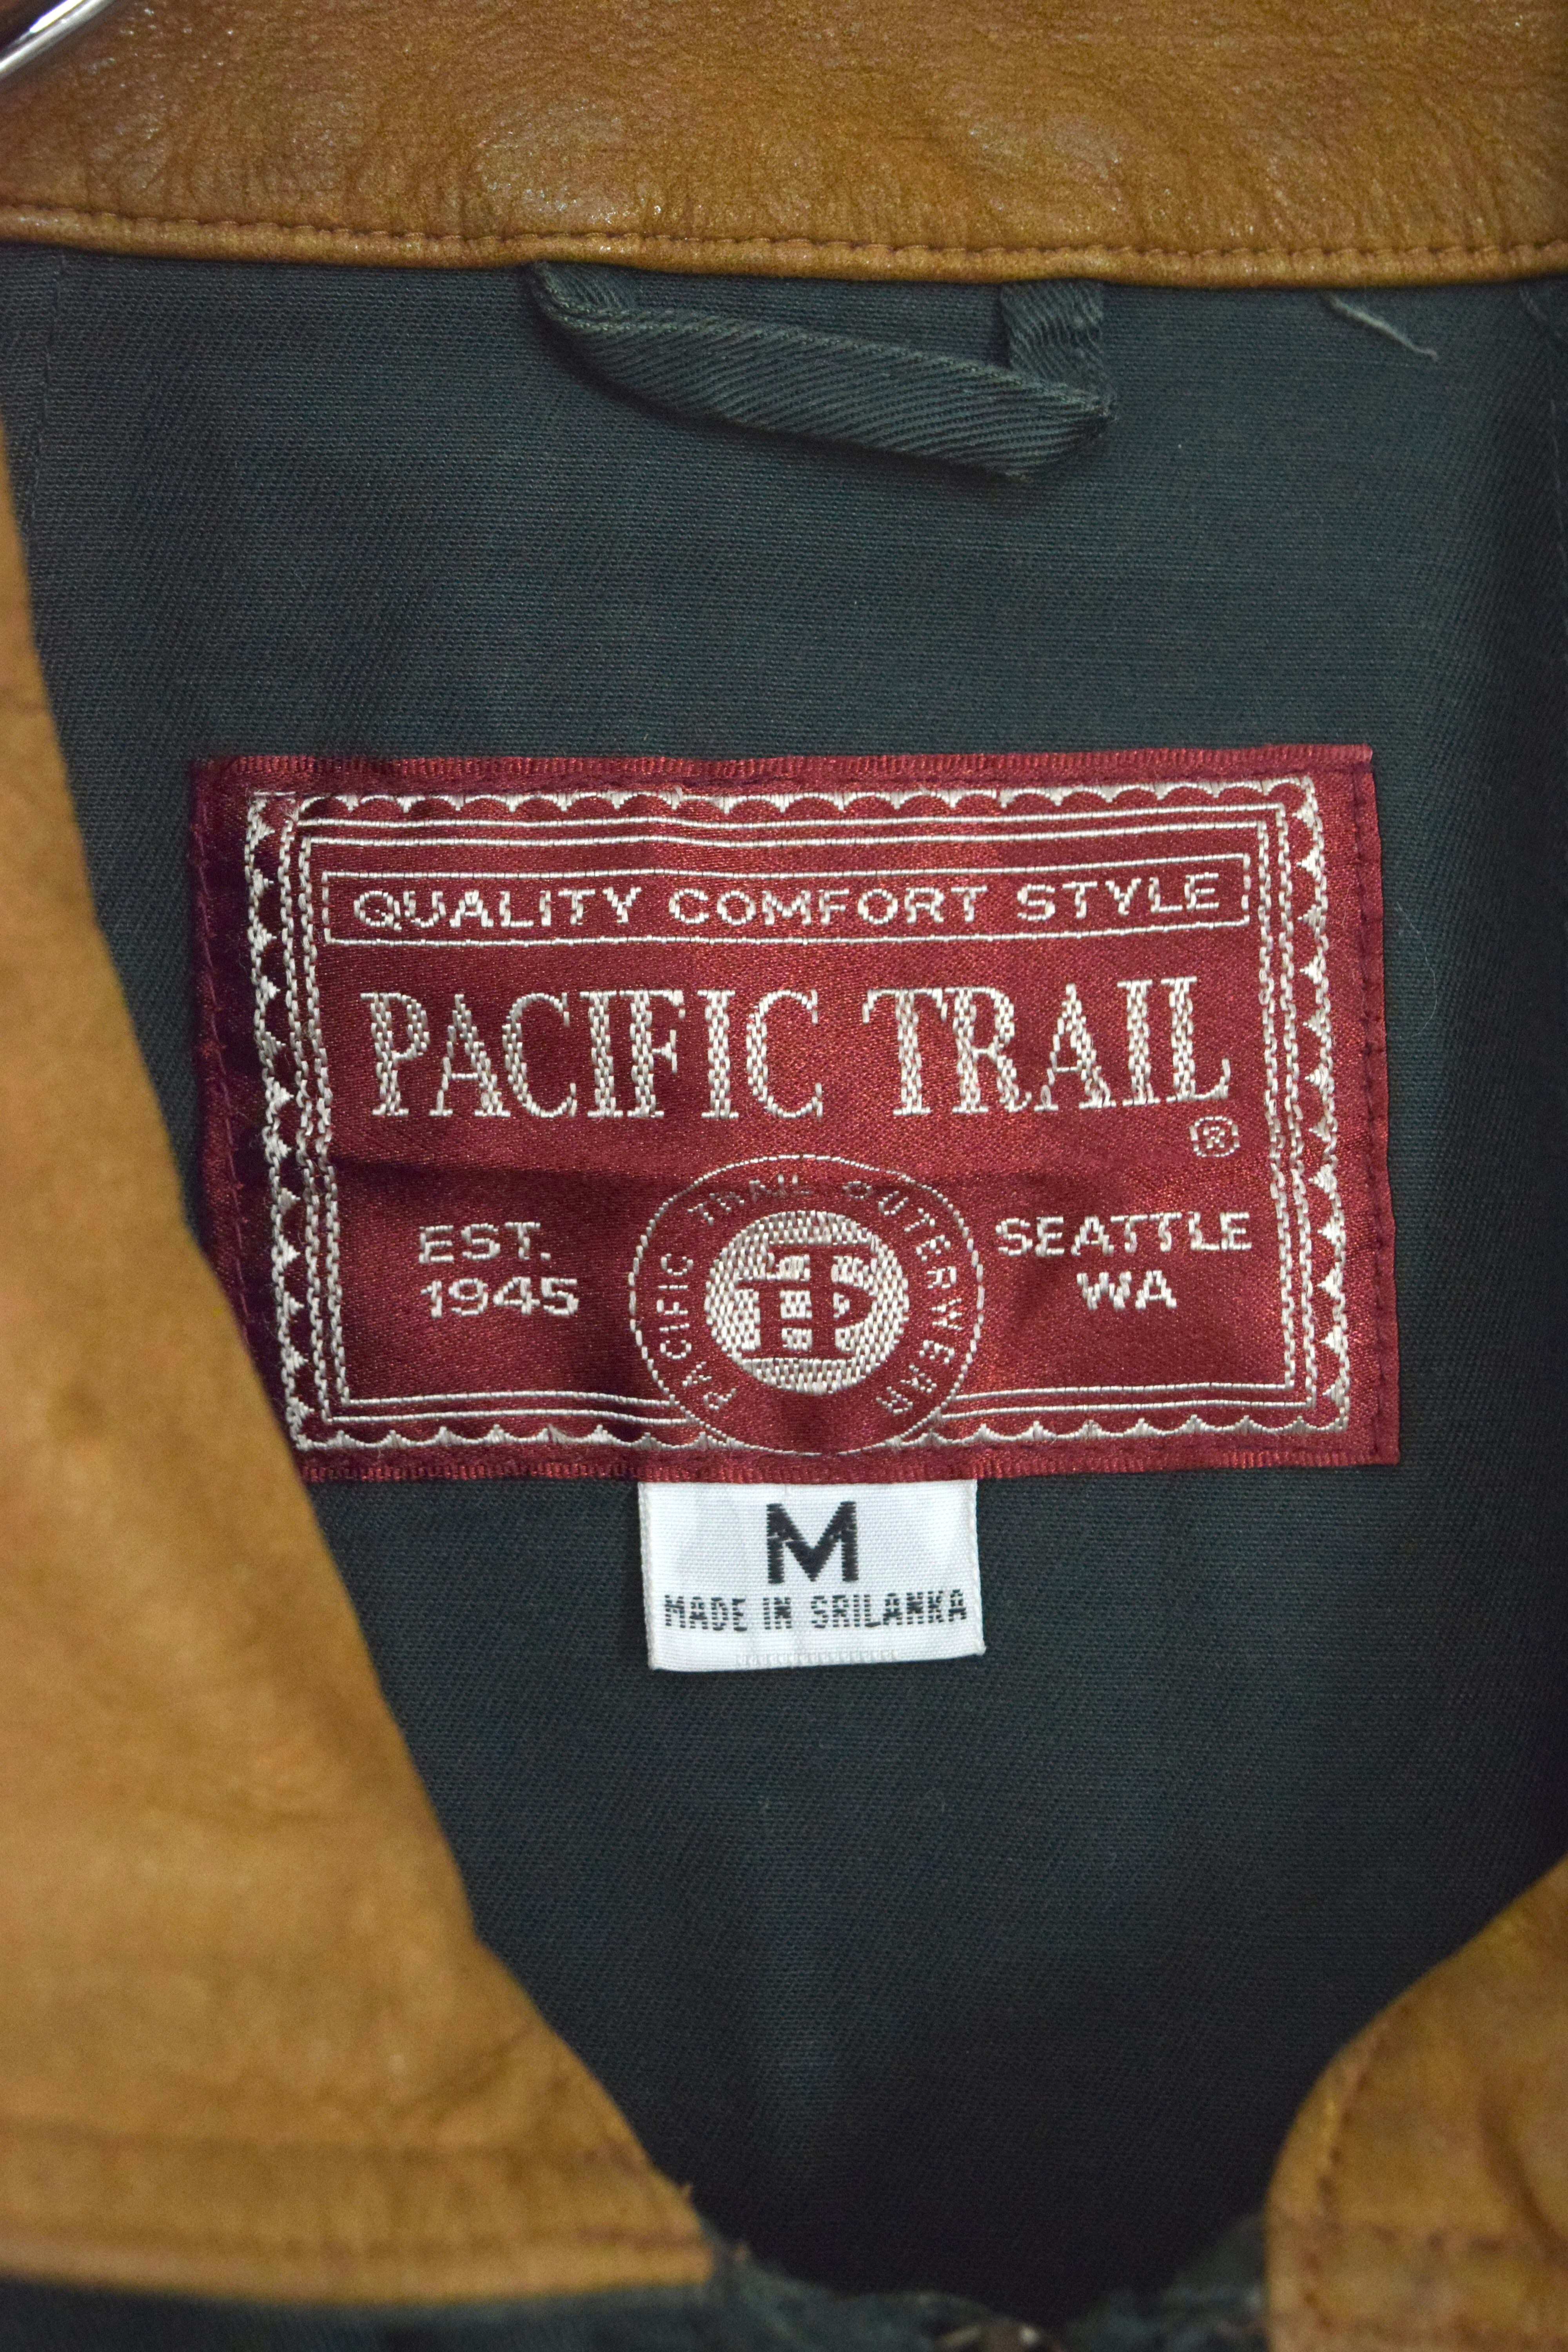 QUALITY COMFORT STYLE
PACIFIC TRAIL
®
EST.
1945
PACIFIC TRAIL OUTERWEAR
SEATTLE
WA
M
MADE IN SRILANKA